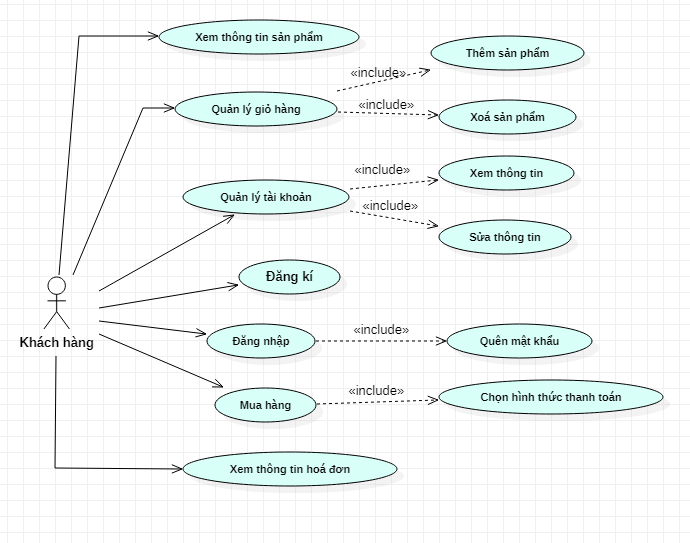 Xem thông tin sản phẩm
Thêm sản phẩm
«include»
Quản lý giỏ hàng
«include»
Xoá sản phẩm
«include»
Xem thông tin
Quản lý tài khoản
«include»
Sửa thông tin
Đăng kí
Khách hàng
Đăng nhập
«include»
Quên mật khẩu
Mua hàng
«include»
Chọn hình thức thanh toán
Xem thông tin hoá đơn